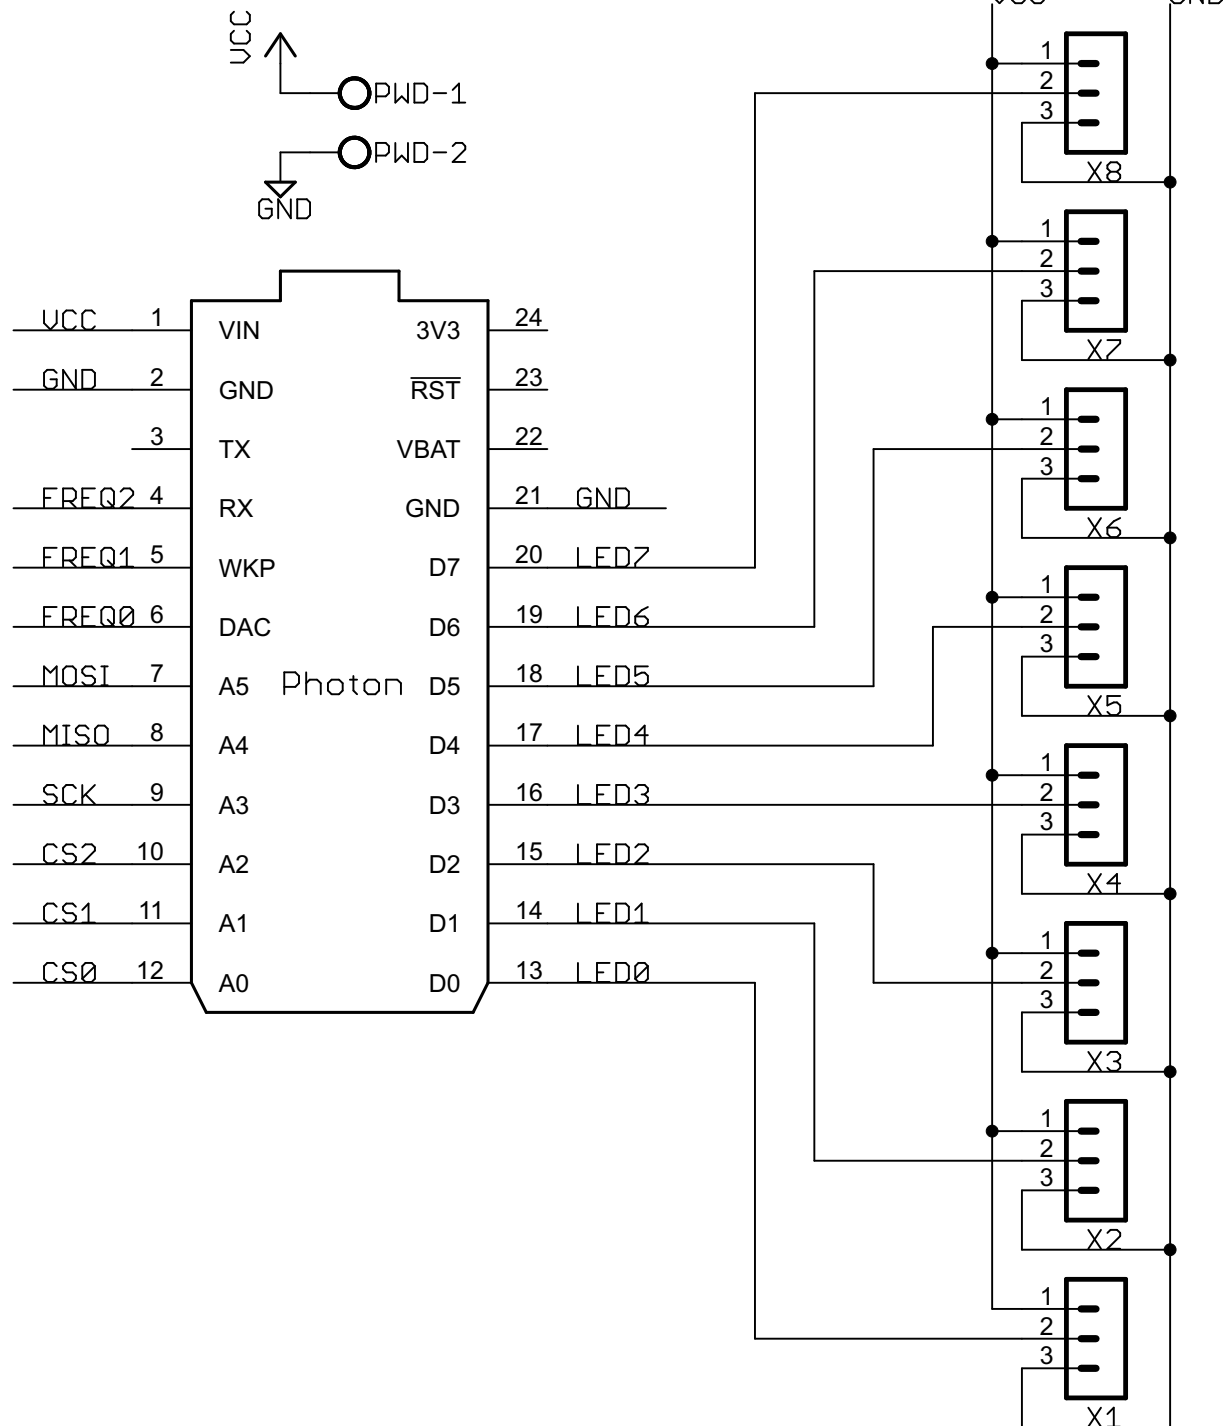 VCC
PWD-1
PWD-2
GND
VCC 1 VIN
GND 2 GND
3 TX
FREQ2 4 RX
FREQ1 5 WKP
FREQ0 6 DAC
MOSI 7 A5
MISO 8 A4
SCK 9 A3
CS2 10 A2
CS1 11 A1
CS0 12 A0
Photon
3V3 24
RST 23
VBAT 22
GND 21 GND
D7 20 LED7
D6 19 LED6
D5 18 LED5
D4 17 LED4
D3 16 LED3
D2 15 LED2
D1 14 LED1
D0 13 LED0
VCC GND
1
2
3
X8
1
2
3
X7
1
2
3
X6
1
2
3
X5
1
2
3
X4
1
2
3
X3
1
2
3
X2
1
2
3
X1